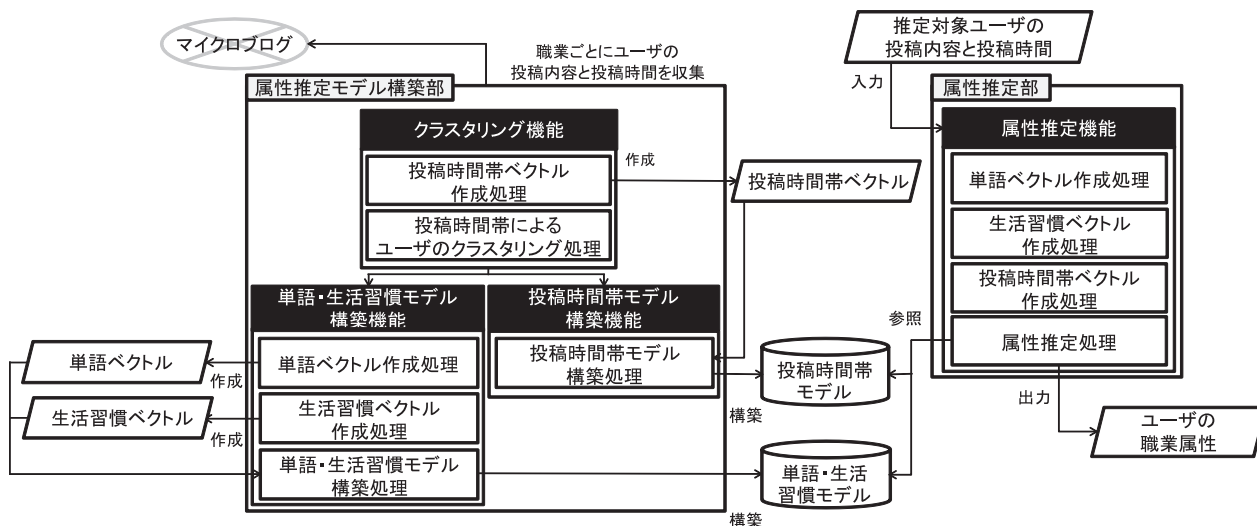 マイクロブログ
職業ごとにユーザの
投稿内容と投稿時間を収集
推定対象ユーザの
投稿内容と投稿時間
入力
属性推定モデル構築部
クラスタリング機能
投稿時間帯ベクトル
作成処理
作成
投稿時間帯ベクトル
投稿時間帯による
ユーザのクラスタリング処理
単語・生活習慣モデル
構築機能
投稿時間帯モデル
構築機能
単語ベクトル
作成
単語ベクトル作成処理
投稿時間帯モデル
構築処理
投稿時間帯
モデル
構築
生活習慣ベクトル
作成
生活習慣ベクトル
作成処理
単語・生活習慣モデル
構築処理
単語・生活
習慣モデル
構築
属性推定部
属性推定機能
単語ベクトル作成処理
生活習慣ベクトル
作成処理
投稿時間帯ベクトル
作成処理
参照
属性推定処理
出力
ユーザの
職業属性